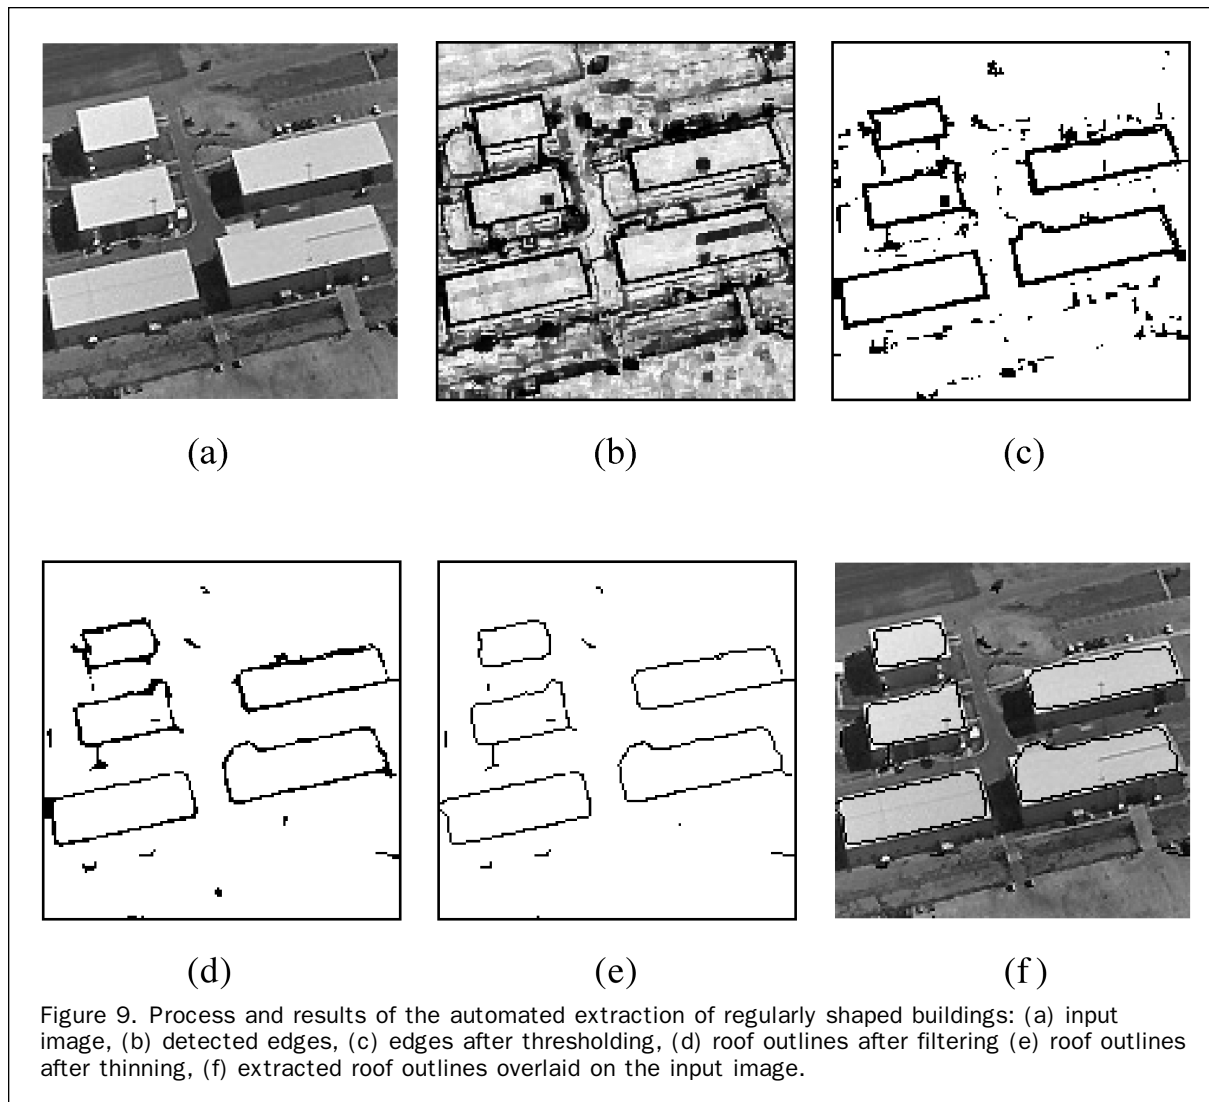 (a) (b) (c)
(d) (e) (f)
Figure 9. Process and results of the automated extraction of regularly shaped buildings: (a) input
image, (b) detected edges, (c) edges after thresholding, (d) roof outlines after filtering (e) roof outlines
after thinning, (f) extracted roof outlines overlaid on the input image.